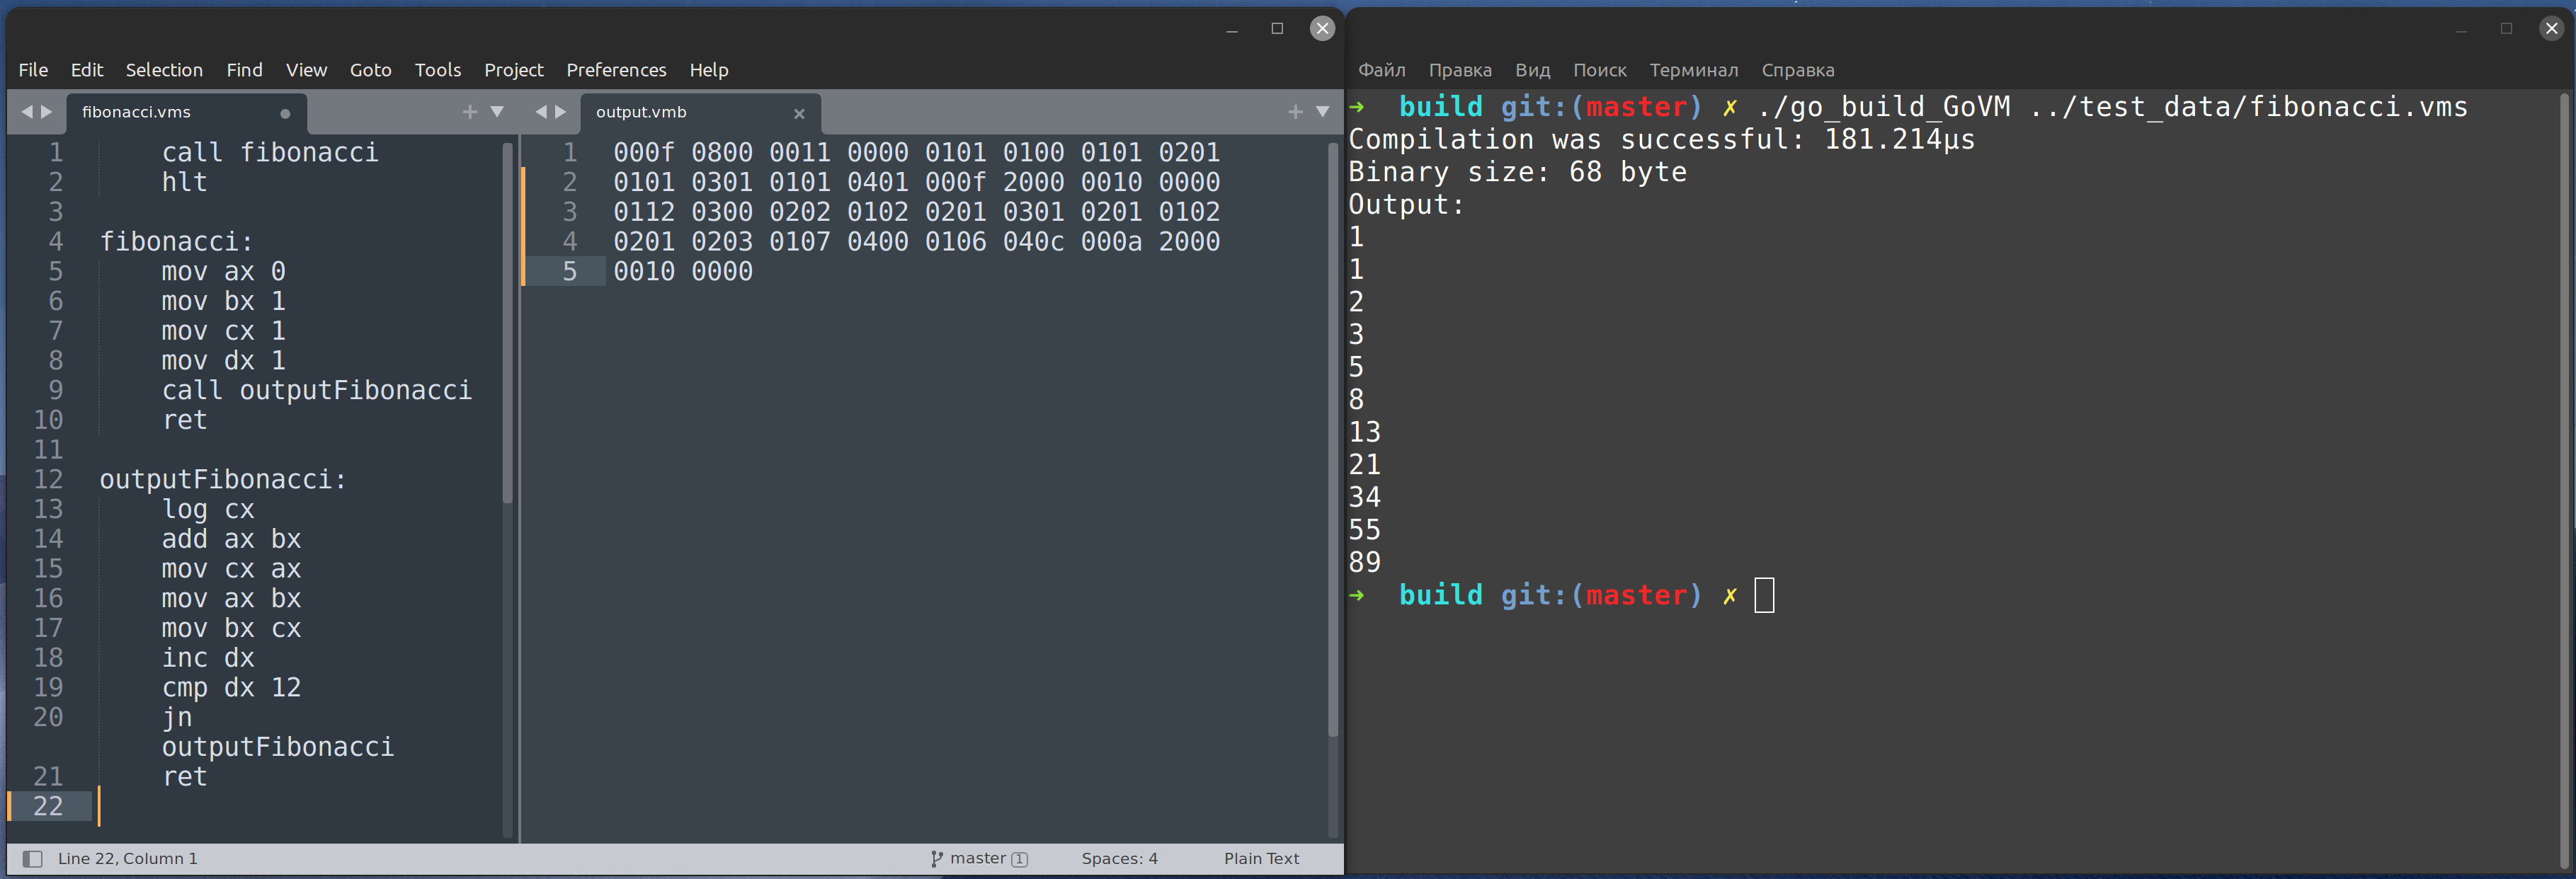 File Edit Selection Find View Goto Tools Project Preferences Help
fibonacci.vms
1 call fibonacci
2 hlt
3
4 fibonacci:
5 mov ax 0
6 mov bx 1
7 mov cx 1
8 mov dx 1
9 call outputFibonacci
10 ret
11
12 outputFibonacci:
13 log cx
14 add ax bx
15 mov cx ax
16 mov ax bx
17 mov bx cx
18 inc dx
19 cmp dx 12
20 jn
outputFibonacci
21 ret
22
output.vmb
1 000f 0800 0011 0000 0101 0100 0101 0201
2 0101 0301 0101 0401 000f 2000 0010 0000
3 0112 0300 0202 0102 0201 0301 0201 0102
4 0201 0203 0107 0400 0106 040c 000a 2000
5 0010 0000
Line 22, Column 1 master 1 Spaces: 4 Plain Text
Файл Правка Вид Поиск Терминал Справка
➜ build git:(master) ✗ ./go_build_GoVM ../test_data/fibonacci.vms
Compilation was successful: 181.214µs
Binary size: 68 byte
Output:
1
1
2
3
5
8
13
21
34
55
89
➜ build git:(master) ✗